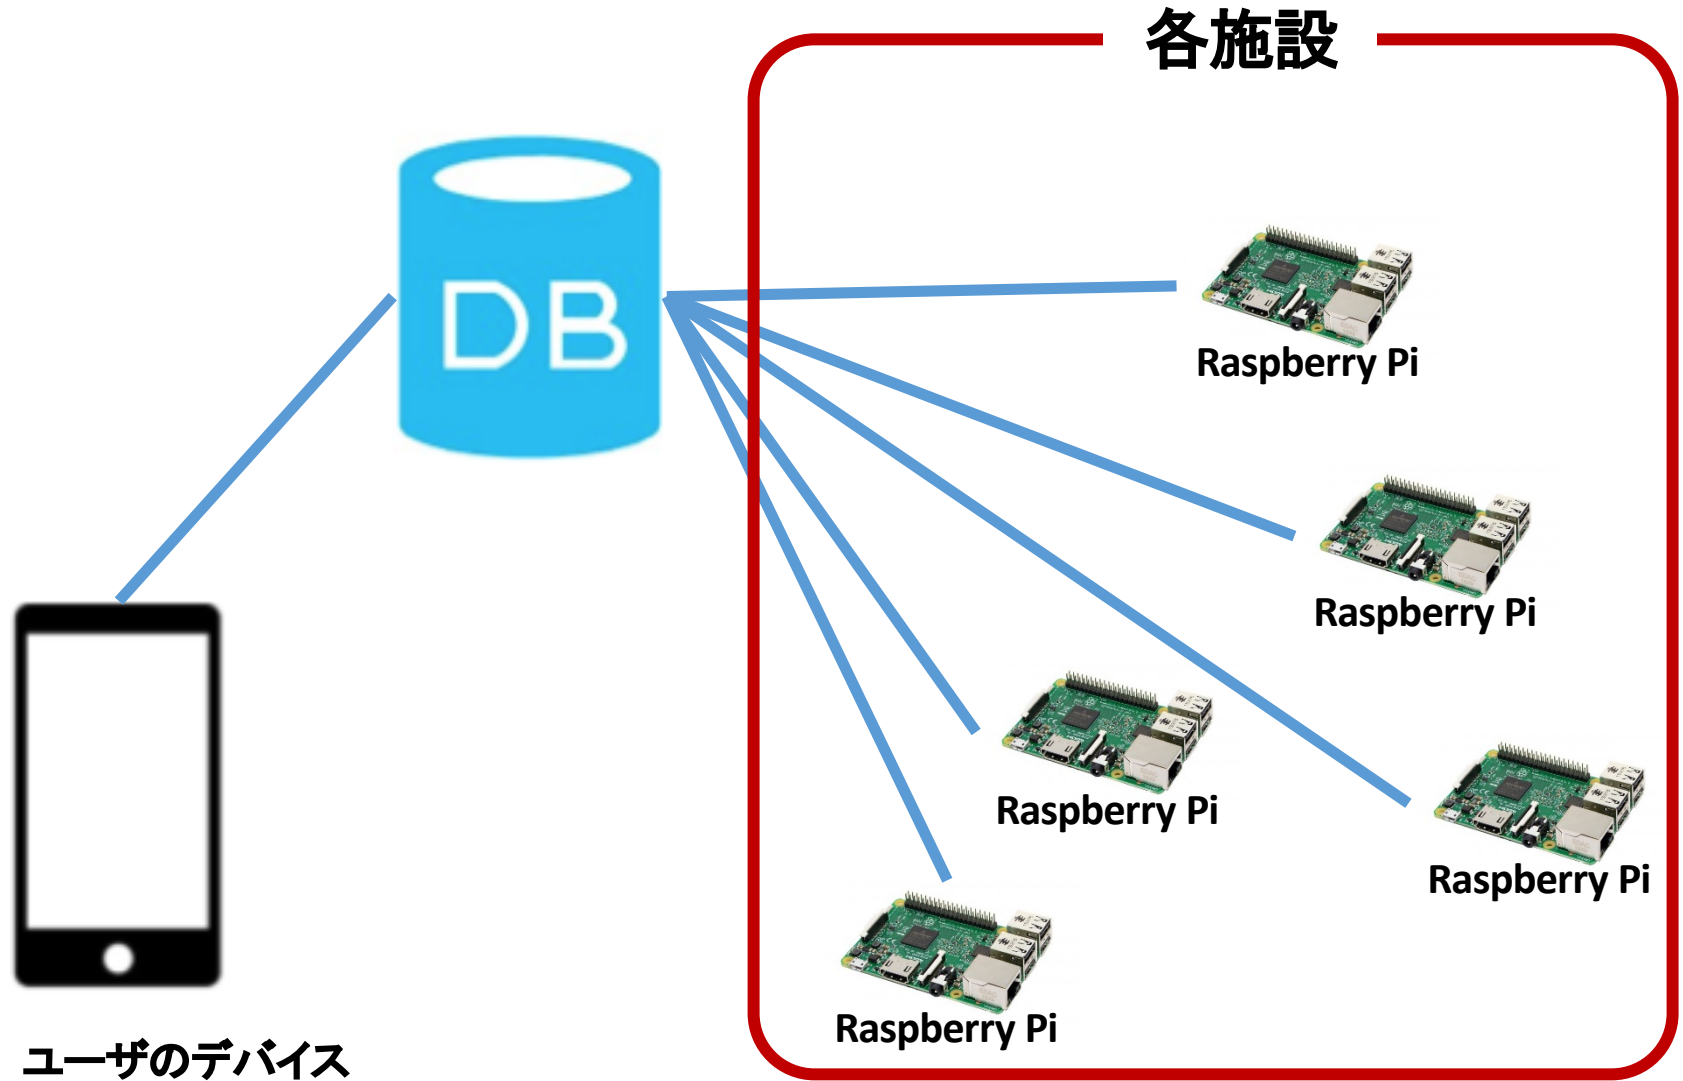 各施設
DB
Raspberry Pi
Raspberry Pi
Raspberry Pi
Raspberry Pi
Raspberry Pi
ユーザのデバイス